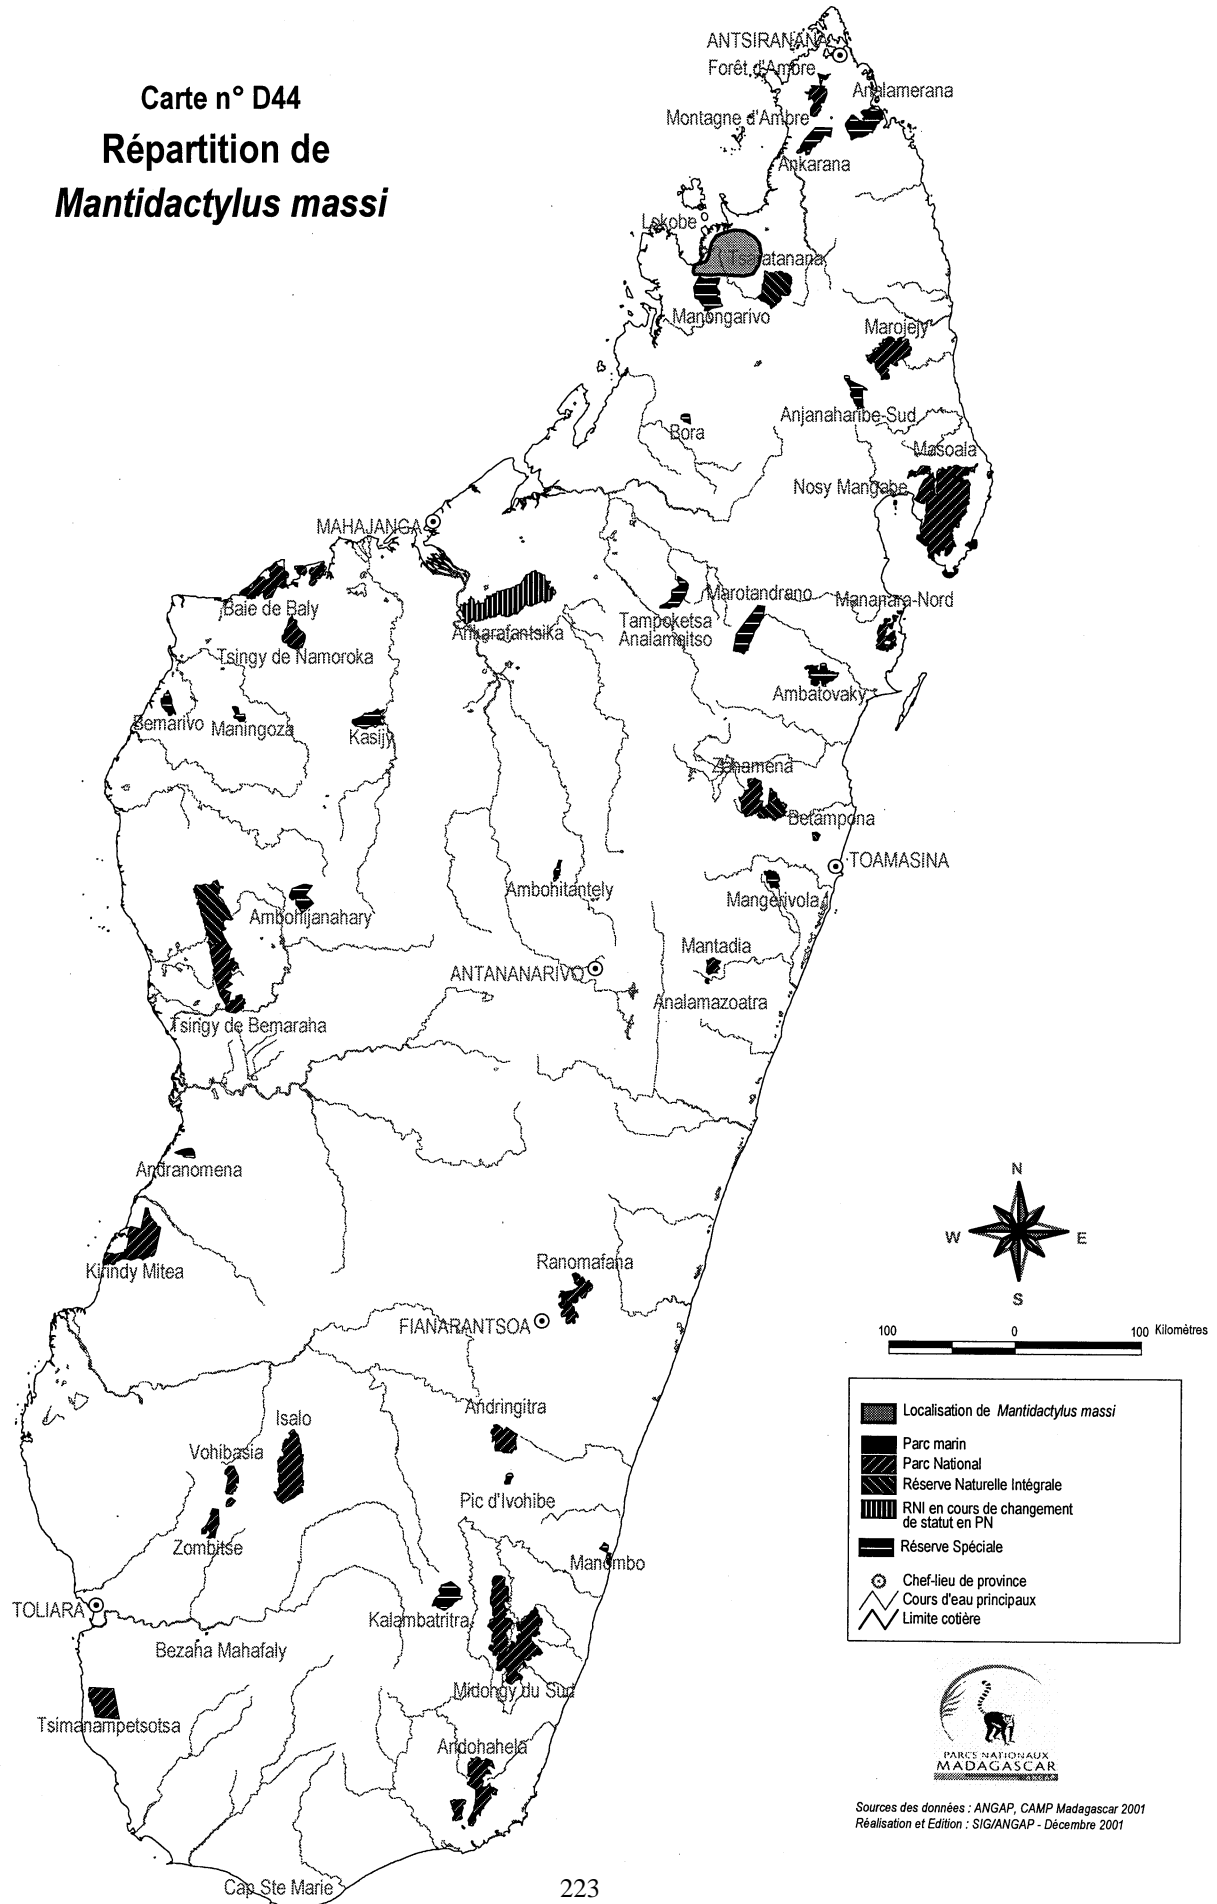 Carte n° D44
Répartition de
Mantidactylus massi
ANTSIRANANA
Forêt d'Ambre
Analamerana
Montagne d'Ambre
Ankarana
Lokobe
Tsaratanana
Manongarivo
Marojejy
Anjanaharibe-Sud
Bora
Masoala
Nosy Mangabe
MAHAJANGA
Baie de Baly
Ankarafantsika
Tampoketsa
Analamaitso
Marotandrano
Mananara-Nord
Tsingy de Namoroka
Ambatovaky
Bemarivo
Maningoza
Kasijy
Zahamena
Betampona
TOAMASINA
Ambohitantely
Mangerivola
Ambohijanahary
Mantadia
ANTANANARIVO
Analamazoatra
Tsingy de Bemaraha
Andranomena
Kirindy Mitea
Ranomafana
FIANARANTSOA
Andringitra
Isalo
Vohibasia
Pic d'Ivohibe
Zombitse
Manombo
TOLIARA
Kalambatritra
Bezaha Mahafaly
Midongy du Sud
Tsimanampetsotsa
Andohahela
Cap Ste Marie
N
W
E
S
100
0
100 Kilomètres
Localisation de Mantidactylus massi
Parc marin
Parc National
Réserve Naturelle Intégrale
RNI en cours de changement
de statut en PN
Réserve Spéciale
Chef-lieu de province
Cours d'eau principaux
Limite cotière
PARCS NATIONAUX
MADAGASCAR
ANGAP
Sources des données : ANGAP, CAMP Madagascar 2001
Réalisation et Edition : SIG/ANGAP - Décembre 2001
223